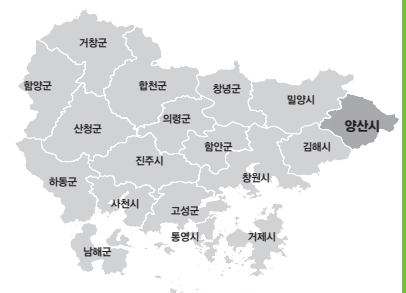 거창군
함양군
합천군
창녕군
밀양시
의령군
양산시
산청군
함안군
김해시
진주시
하동군
창원시
사천시
고성군
통영시
거제시
남해군